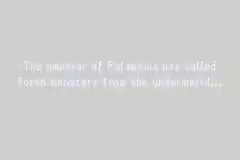 The emperor of Palamecia has called
forth monsters from the underworld...